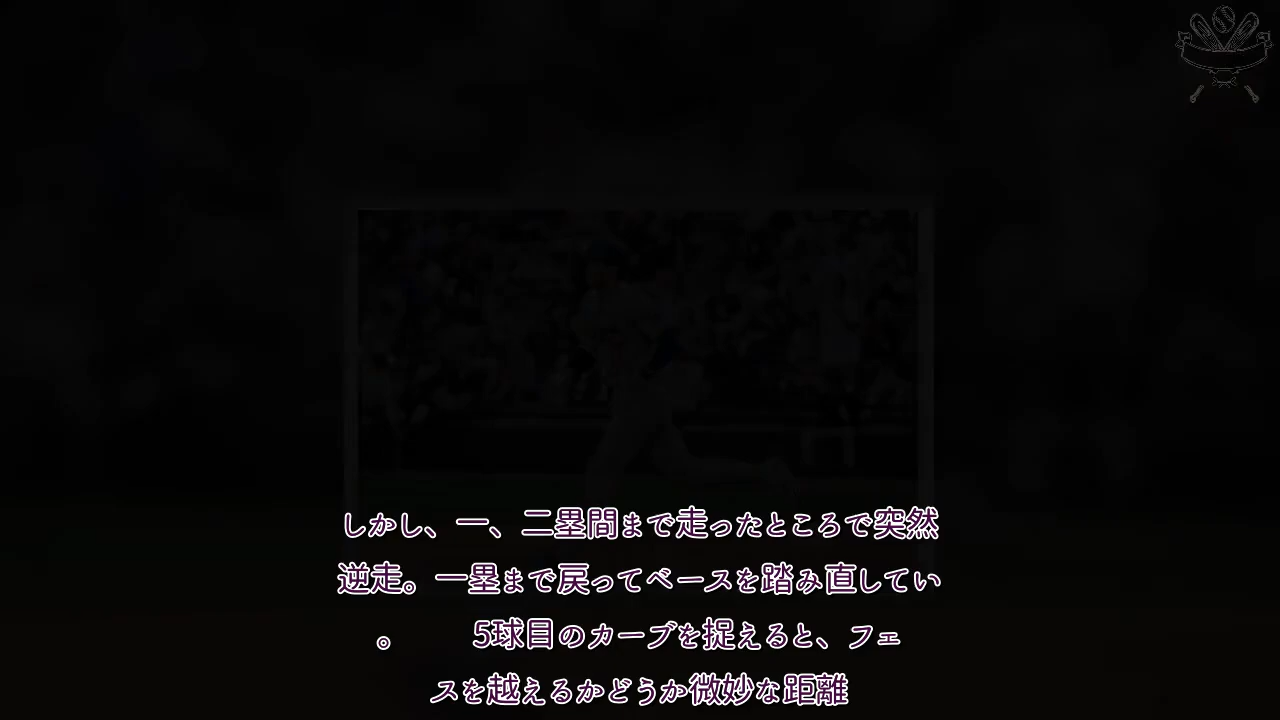 しかし、一、二塁間まで走ったところで突然
逆走。一塁まで戻ってベースを踏み直してい
。　　5球目のカーブを捉えると、フェ
スを越えるかどうか微妙な距離